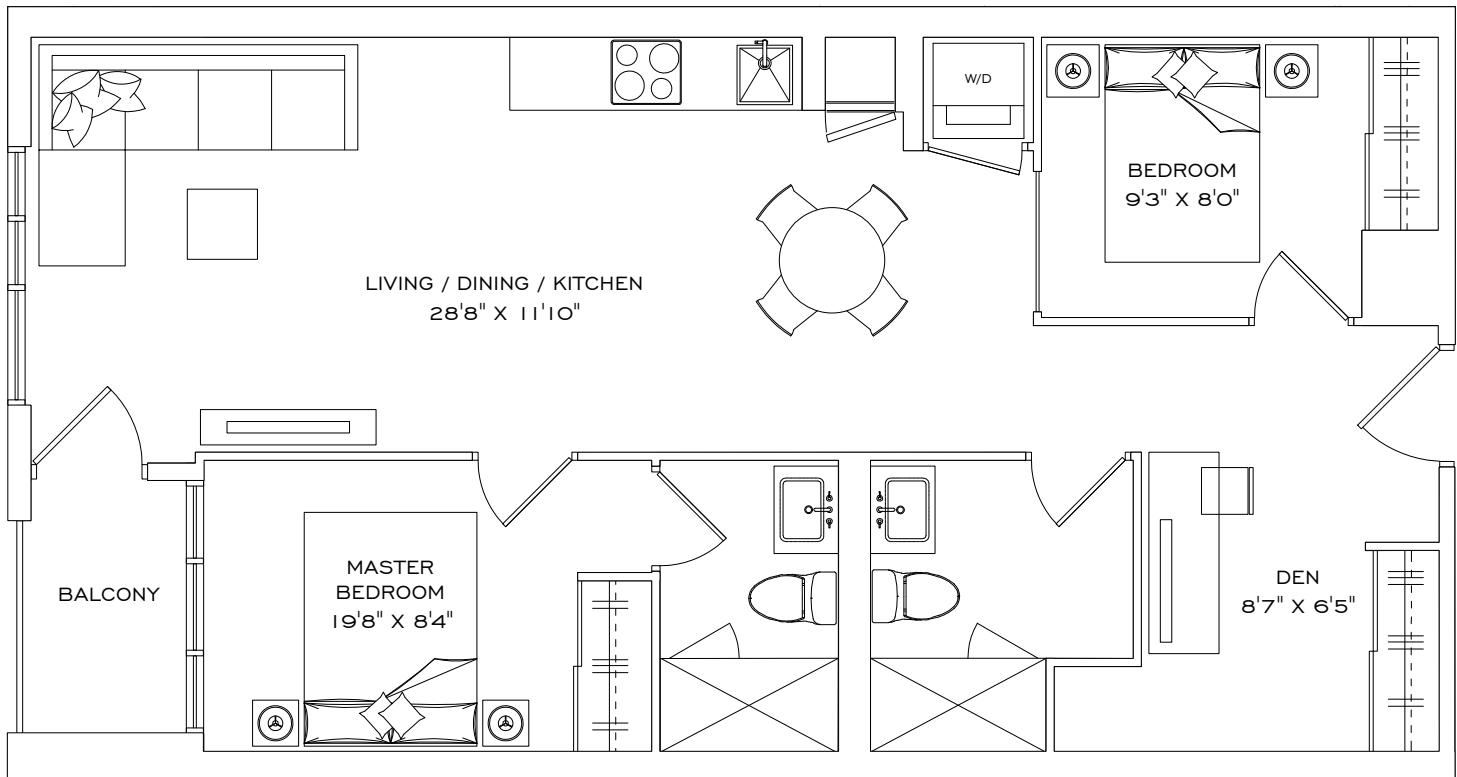 W/D
BEDROOM
9'3" X 8'0"
LIVING / DINING / KITCHEN
28'8" X 11'10"
MASTER
BEDROOM
19'8" X 8'4"
BALCONY
DEN
8'7" X 6'5"